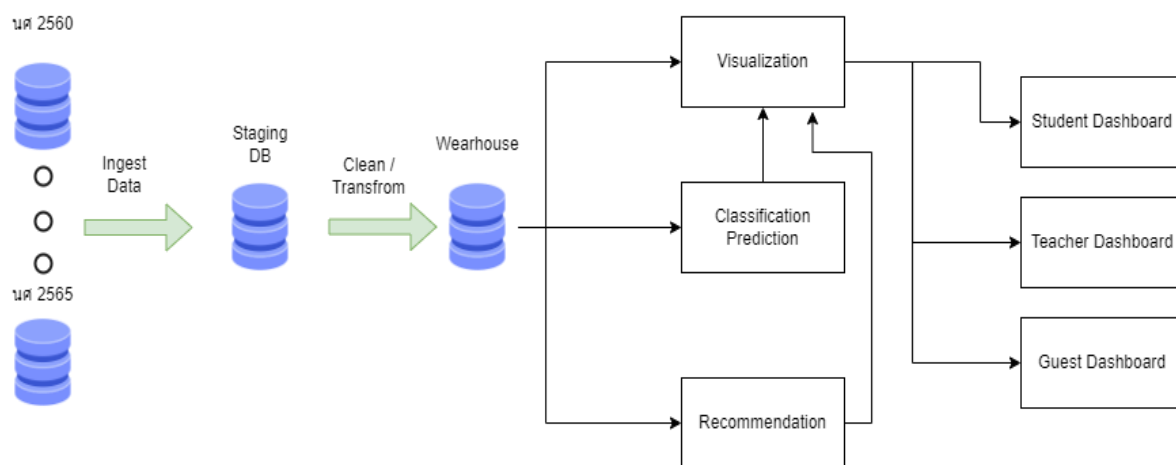 นศ 2560
Ingest
Data
นศ 2565
Staging
DB
Clean /
Transfrom
Wearhouse
Visualization
Classification
Prediction
Recommendation
Student Dashboard
Teacher Dashboard
Guest Dashboard